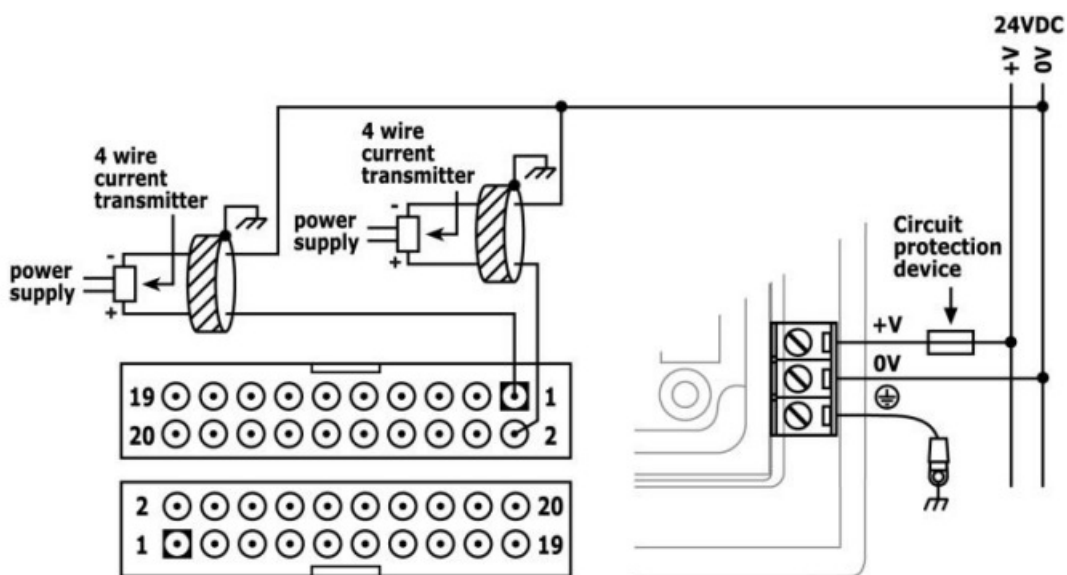 24VDC
+V
0V
4 wire
current
transmitter
-
power
supply
+
4 wire
current
transmitter
-
power
supply
+
Circuit
protection
device
+V
0V
19
1
20
2
2
20
1
19